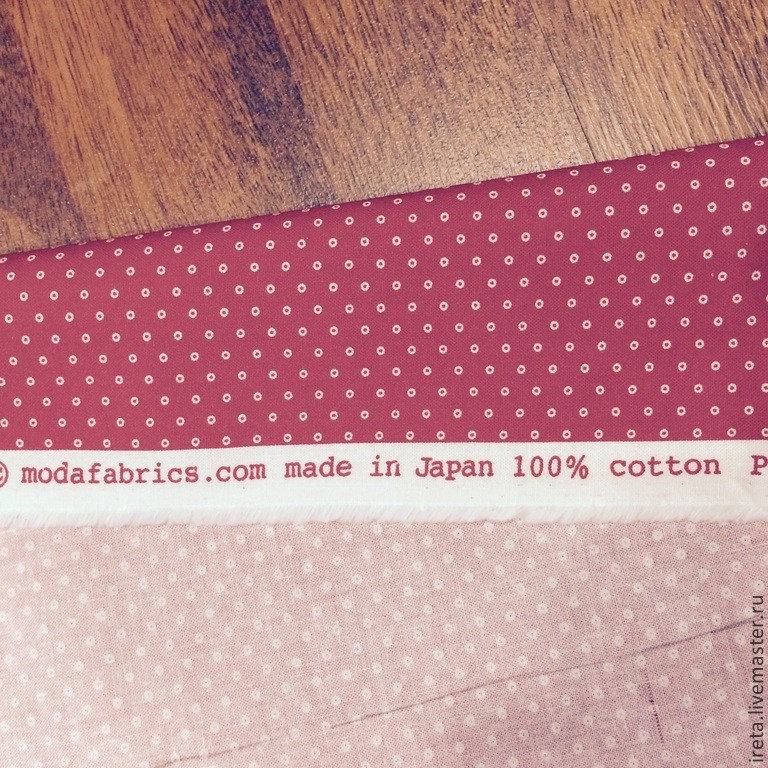 © modafabrics.com made in Japan 100% cotton P
ireta.livemaster.ru